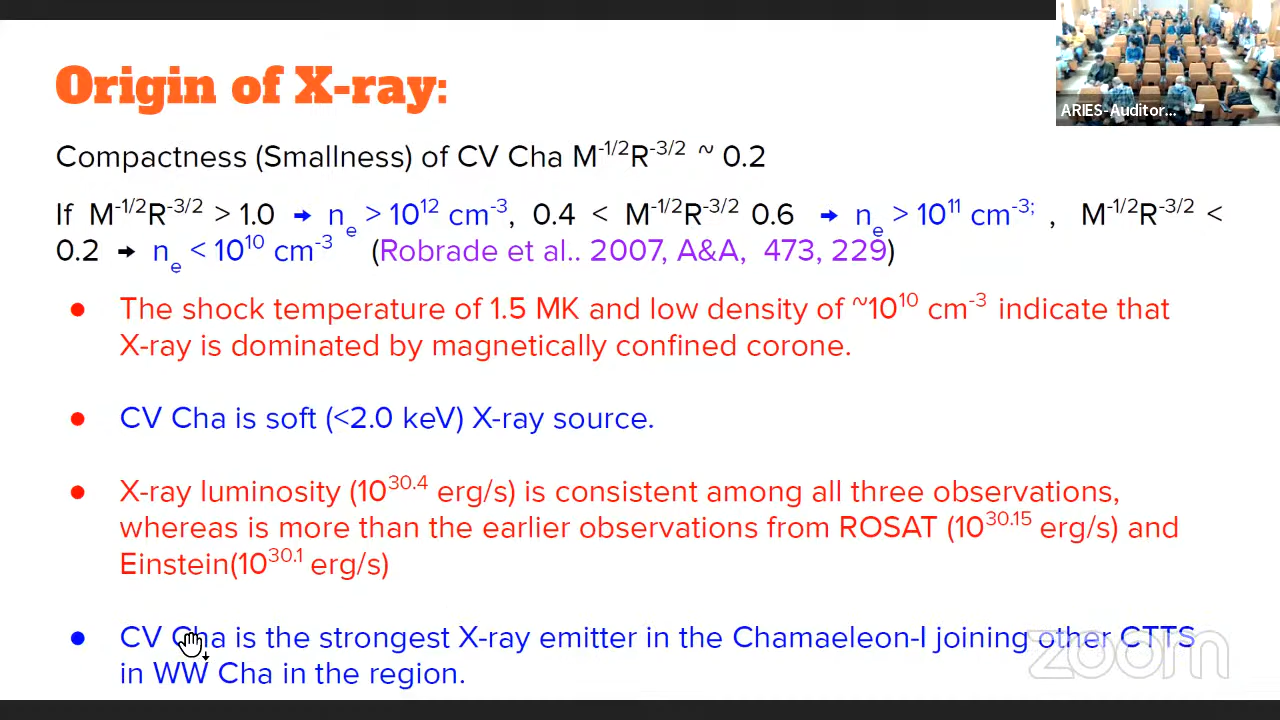 Origin of X-ray:
ARIES-Auditor...
Compactness (Smallness) of CV Cha M-1/2R-3/2 ~ 0.2
If M-1/2R-3/2 > 1.0 → ne > 1012 cm-3, 0.4 < M-1/2R-3/2 0.6 → ne > 1011 cm-3; , M-1/2R-3/2 <
0.2 → ne < 1010 cm-3 (Robrade et al.. 2007, A&A, 473, 229)
● The shock temperature of 1.5 MK and low density of ~1010 cm-3 indicate that
X-ray is dominated by magnetically confined corone.
● CV Cha is soft (<2.0 keV) X-ray source.
● X-ray luminosity (1030.4 erg/s) is consistent among all three observations,
whereas is more than the earlier observations from ROSAT (1030.15 erg/s) and
Einstein(1030.1 erg/s)
● CV Cha is the strongest X-ray emitter in the Chamaeleon-I joining other CTTS
in WW Cha in the region.
zoom